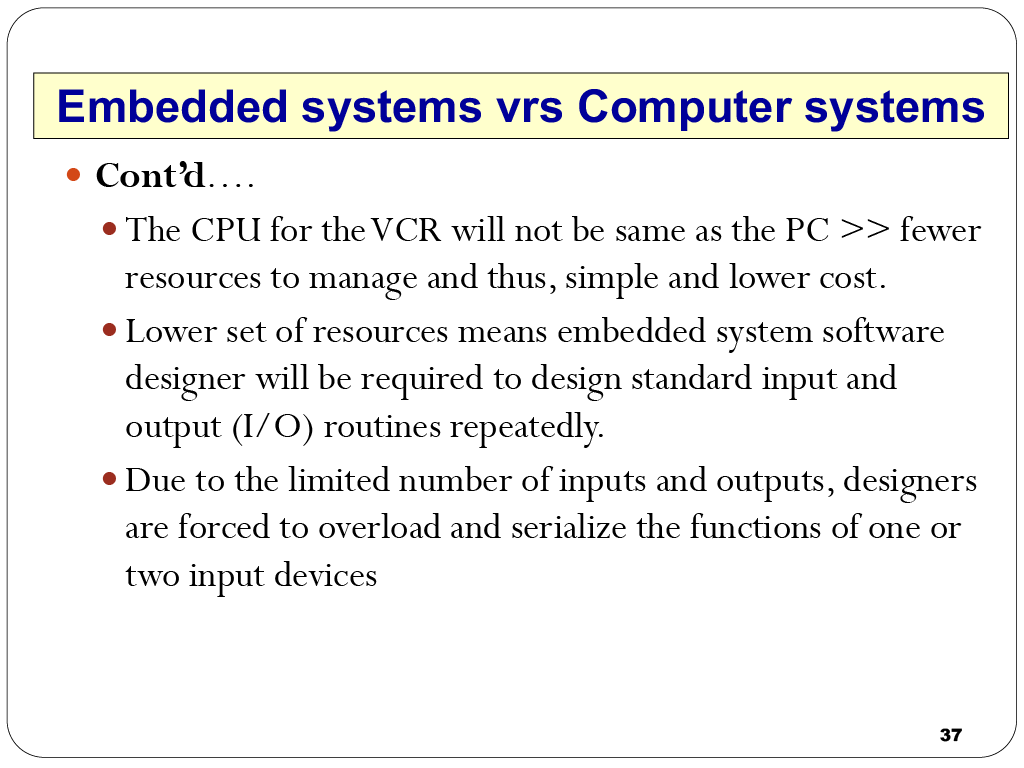 Embedded systems vrs Computer systems
• Cont’d….
• The CPU for the VCR will not be same as the PC >> fewer
resources to manage and thus, simple and lower cost.
• Lower set of resources means embedded system software
designer will be required to design standard input and
output (I/O) routines repeatedly.
• Due to the limited number of inputs and outputs, designers
are forced to overload and serialize the functions of one or
two input devices
37